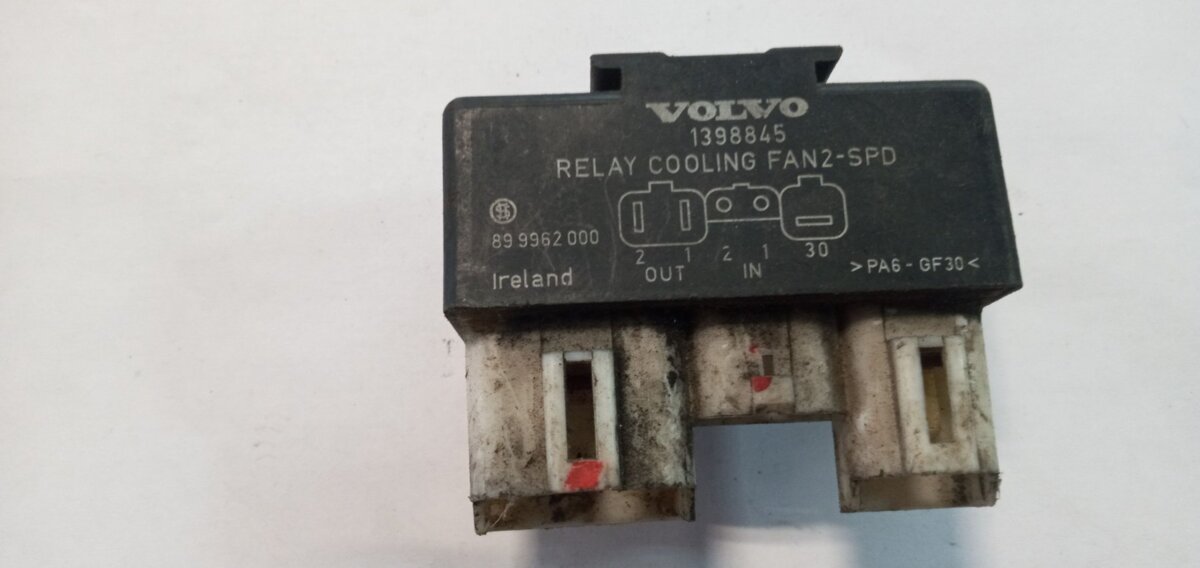 VOLVO
1398845
RELAY COOLING FAN2-SPD
89 9962 000
2 1 2 1 30
OUT IN
Ireland
>PA6-GF30<